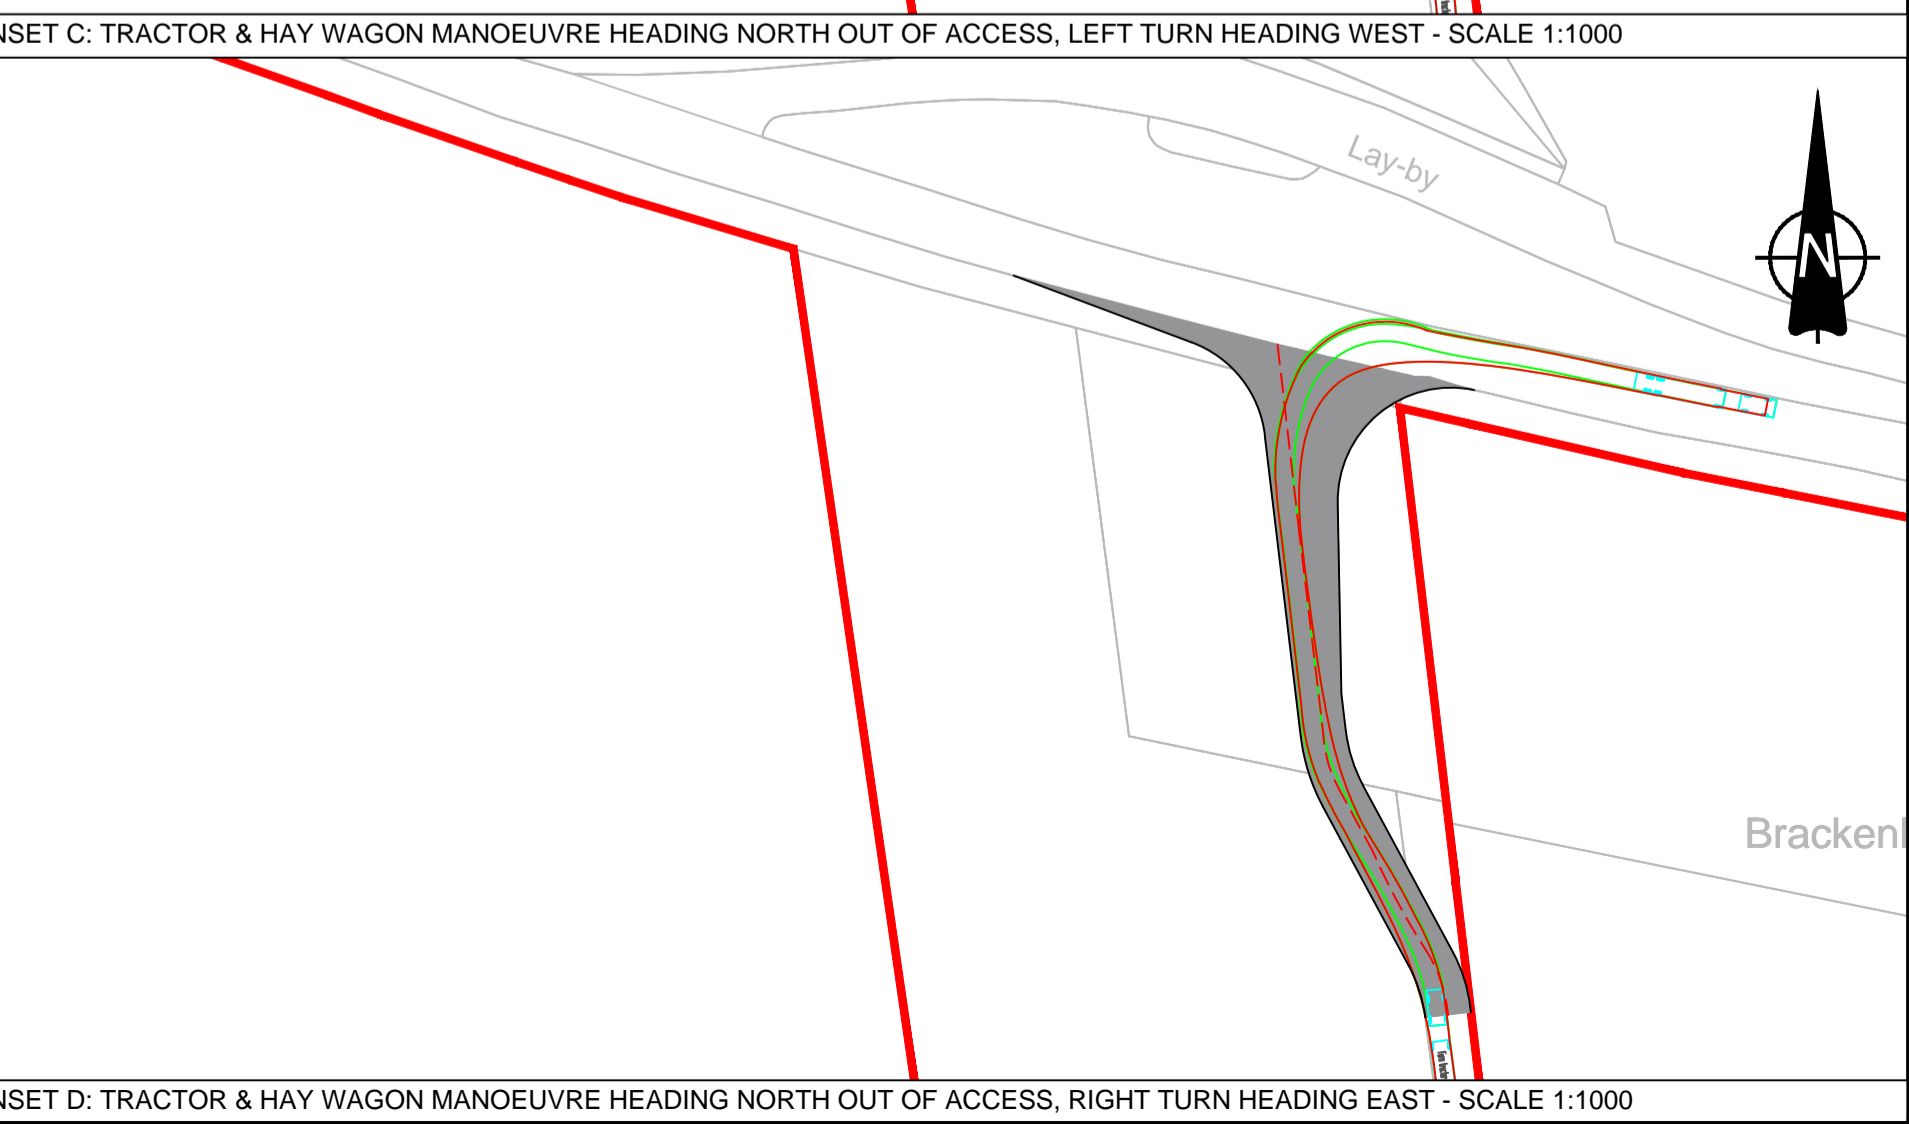 NSET C: TRACTOR & HAY WAGON MANOEUVRE HEADING NORTH OUT OF ACCESS, LEFT TURN HEADING WEST - SCALE 1:1000
Lay-by
N
Brackenl
NSET D: TRACTOR & HAY WAGON MANOEUVRE HEADING NORTH OUT OF ACCESS, RIGHT TURN HEADING EAST - SCALE 1:1000